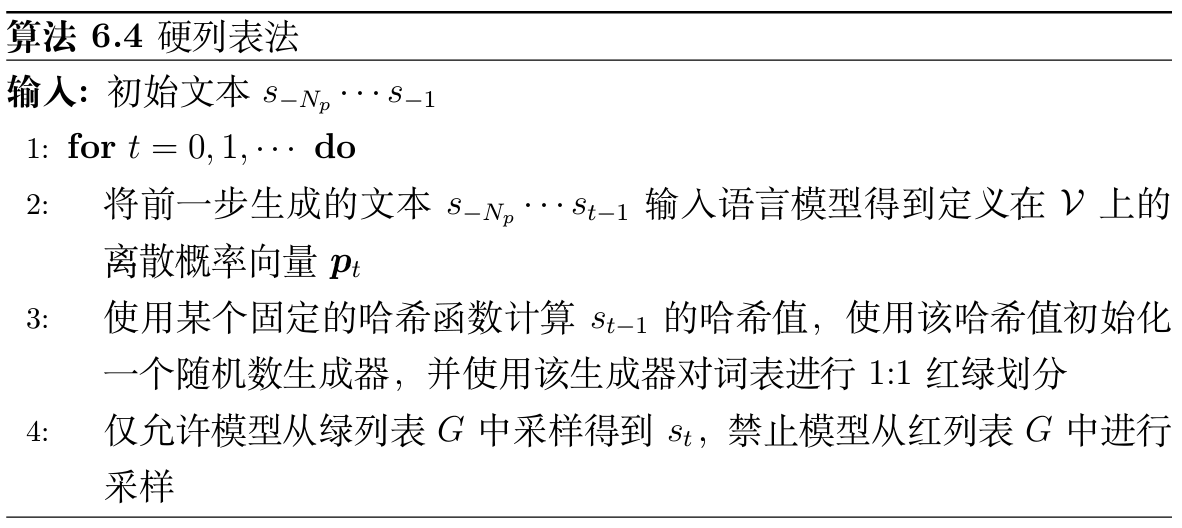 算法 6.4 硬列表法
输入: 初始文本 $s_{-N_p} \cdots s_{-1}$
1: for $t = 0, 1, \cdots$ do
2: 将前一步生成的文本 $s_{-N_p} \cdots s_{t-1}$ 输入语言模型得到定义在 $\mathcal{V}$ 上的
离散概率向量 $\boldsymbol{p}_t$
3: 使用某个固定的哈希函数计算 $s_{t-1}$ 的哈希值，使用该哈希值初始化
一个随机数生成器，并使用该生成器对词表进行 1:1 红绿划分
4: 仅允许模型从绿列表 $G$ 中采样得到 $s_t$，禁止模型从红列表 $G$ 中进行
采样